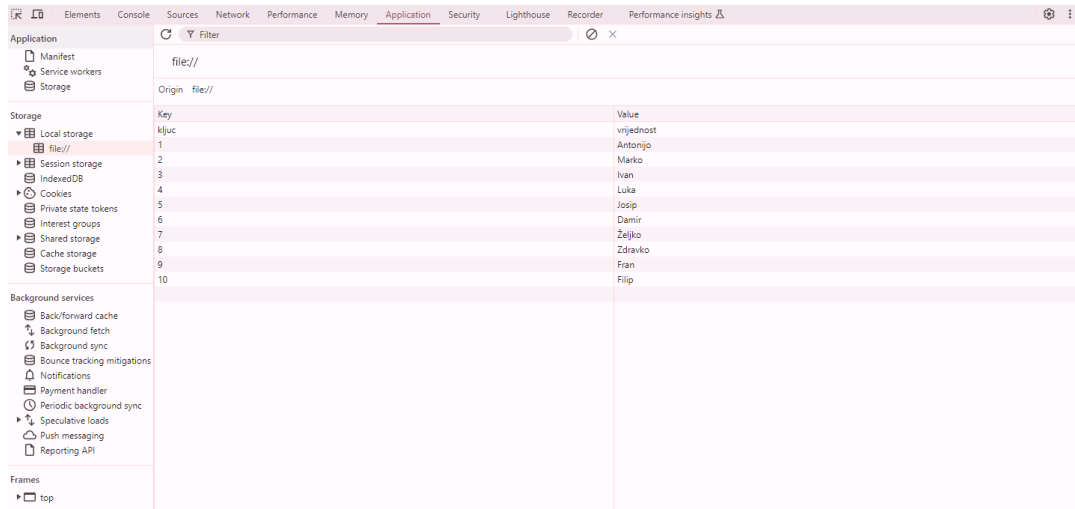 Elements Console Sources Network Performance Memory Application Security Lighthouse Recorder Performance insights
Application
Manifest
Service workers
Storage
Storage
Local storage
file://
Session storage
IndexedDB
Cookies
Private state tokens
Interest groups
Shared storage
Cache storage
Storage buckets
Background services
Back/forward cache
Background fetch
Background sync
Bounce tracking mitigations
Notifications
Payment handler
Periodic background sync
Speculative loads
Push messaging
Reporting API
Frames
top
Filter
file://
Origin file://
Key Value
kljuc vrijednost
1 Antonijo
2 Marko
3 Ivan
4 Luka
5 Josip
6 Damir
7 Željko
8 Zdravko
9 Fran
10 Filip